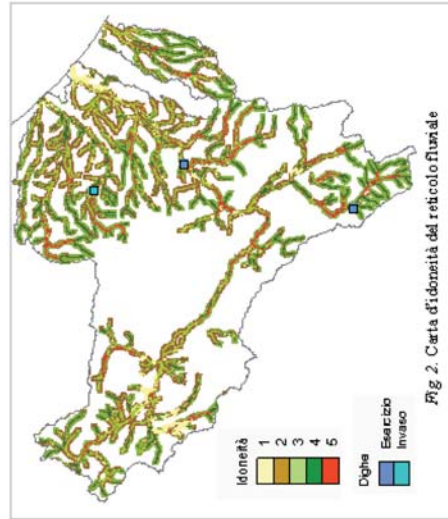 Idoneità
1
2
3
4
5
Dighe
Esercizio
Invaso
Fig. 2. Carta d'idoneità del reticolo fluviale